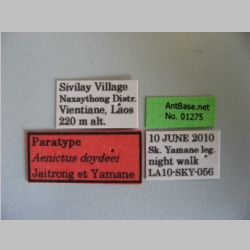 Sivilay Village
Naxaythong Distr.
Vientiane, Laos
220 m alt.
AntBase.net
No. 01275
Paratype
Aenictus doydeei
Jaitrong et Yamane
10 JUNE 2010
Sk. Yamane leg.
night walk
LA10-SKY-056